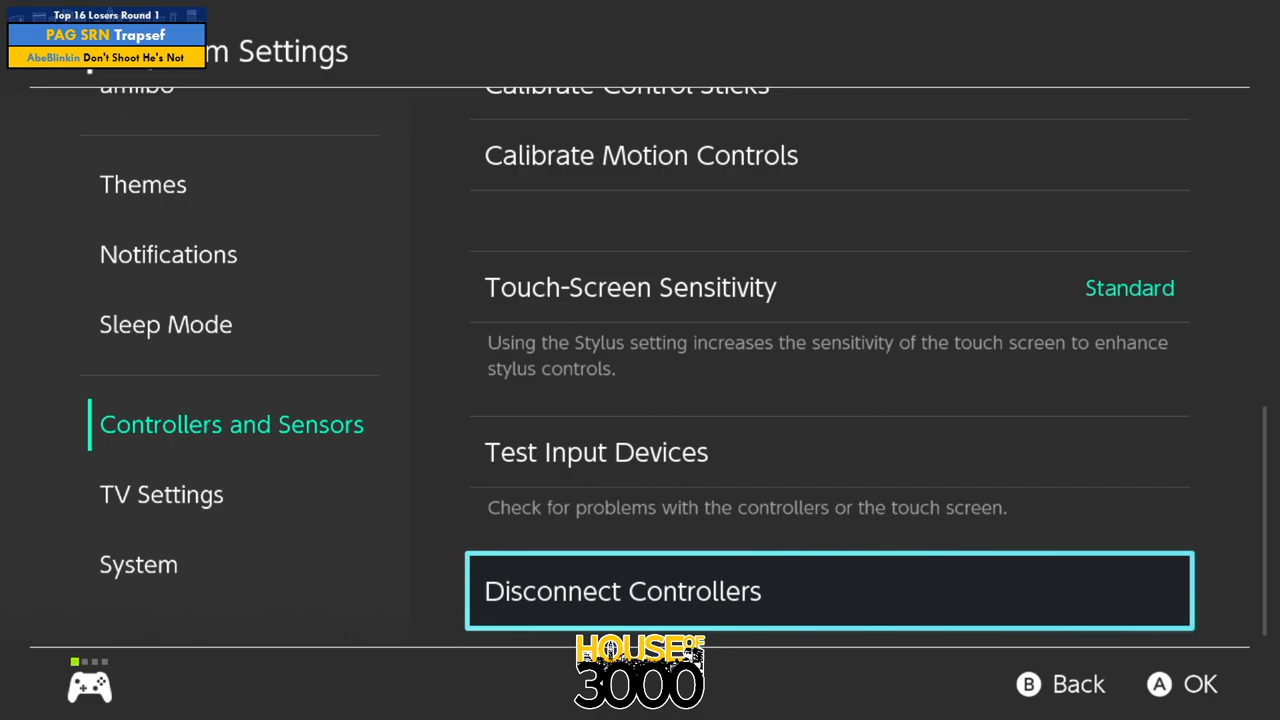 Top 16 Losers Round 1
PAG SRN Trapsef
AbeBlinkin Don't Shoot He's Not
m Settings
amiibo
Themes
Notifications
Sleep Mode
Controllers and Sensors
TV Settings
System
Calibrate Control Sticks
Calibrate Motion Controls
Touch-Screen Sensitivity Standard
Using the Stylus setting increases the sensitivity of the touch screen to enhance
stylus controls.
Test Input Devices
Check for problems with the controllers or the touch screen.
Disconnect Controllers
HOUSE OF
3000
B Back A OK